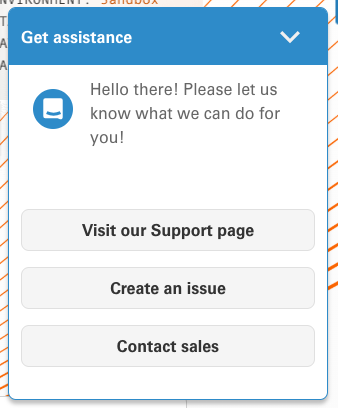 NVIRONMENT: Sandbox
Get assistance
Hello there! Please let us
know what we can do for
you!
Visit our Support page
Create an issue
Contact sales